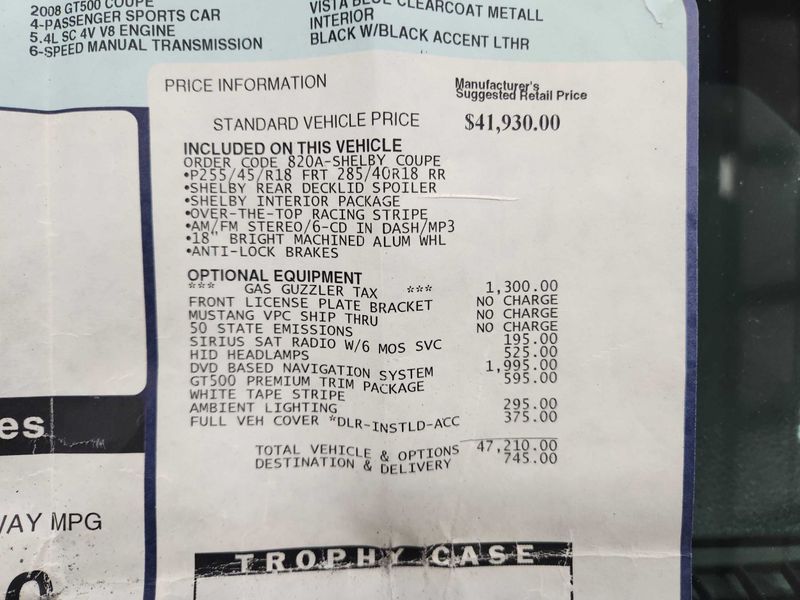 2008 GT500 COUPE
4-PASSENGER SPORTS CAR
5.4L SC 4V V8 ENGINE
6-SPEED MANUAL TRANSMISSION
VISTA BLUE CLEARCOAT METALL
INTERIOR
BLACK W/BLACK ACCENT LTHR
PRICE INFORMATION
Manufacturer's
Suggested Retail Price
STANDARD VEHICLE PRICE $41,930.00
INCLUDED ON THIS VEHICLE
ORDER CODE 820A-SHELBY COUPE
•P255/45/R18 FRT 285/40R18 RR
•SHELBY REAR DECKLID SPOILER
•SHELBY INTERIOR PACKAGE
•OVER-THE-TOP RACING STRIPE
•AM/FM STEREO/6-CD IN DASH/MP3
•18" BRIGHT MACHINED ALUM WHL
•ANTI-LOCK BRAKES
OPTIONAL EQUIPMENT
*** GAS GUZZLER TAX *** 1,300.00
FRONT LICENSE PLATE BRACKET NO CHARGE
MUSTANG VPC SHIP THRU NO CHARGE
50 STATE EMISSIONS NO CHARGE
SIRIUS SAT RADIO W/6 MOS SVC 195.00
HID HEADLAMPS 525.00
DVD BASED NAVIGATION SYSTEM 1,995.00
GT500 PREMIUM TRIM PACKAGE 595.00
WHITE TAPE STRIPE
AMBIENT LIGHTING 295.00
FULL VEH COVER *DLR-INSTLD-ACC 375.00
TOTAL VEHICLE & OPTIONS 47,210.00
DESTINATION & DELIVERY 745.00
es
WAY MPG
TROPHY CASE